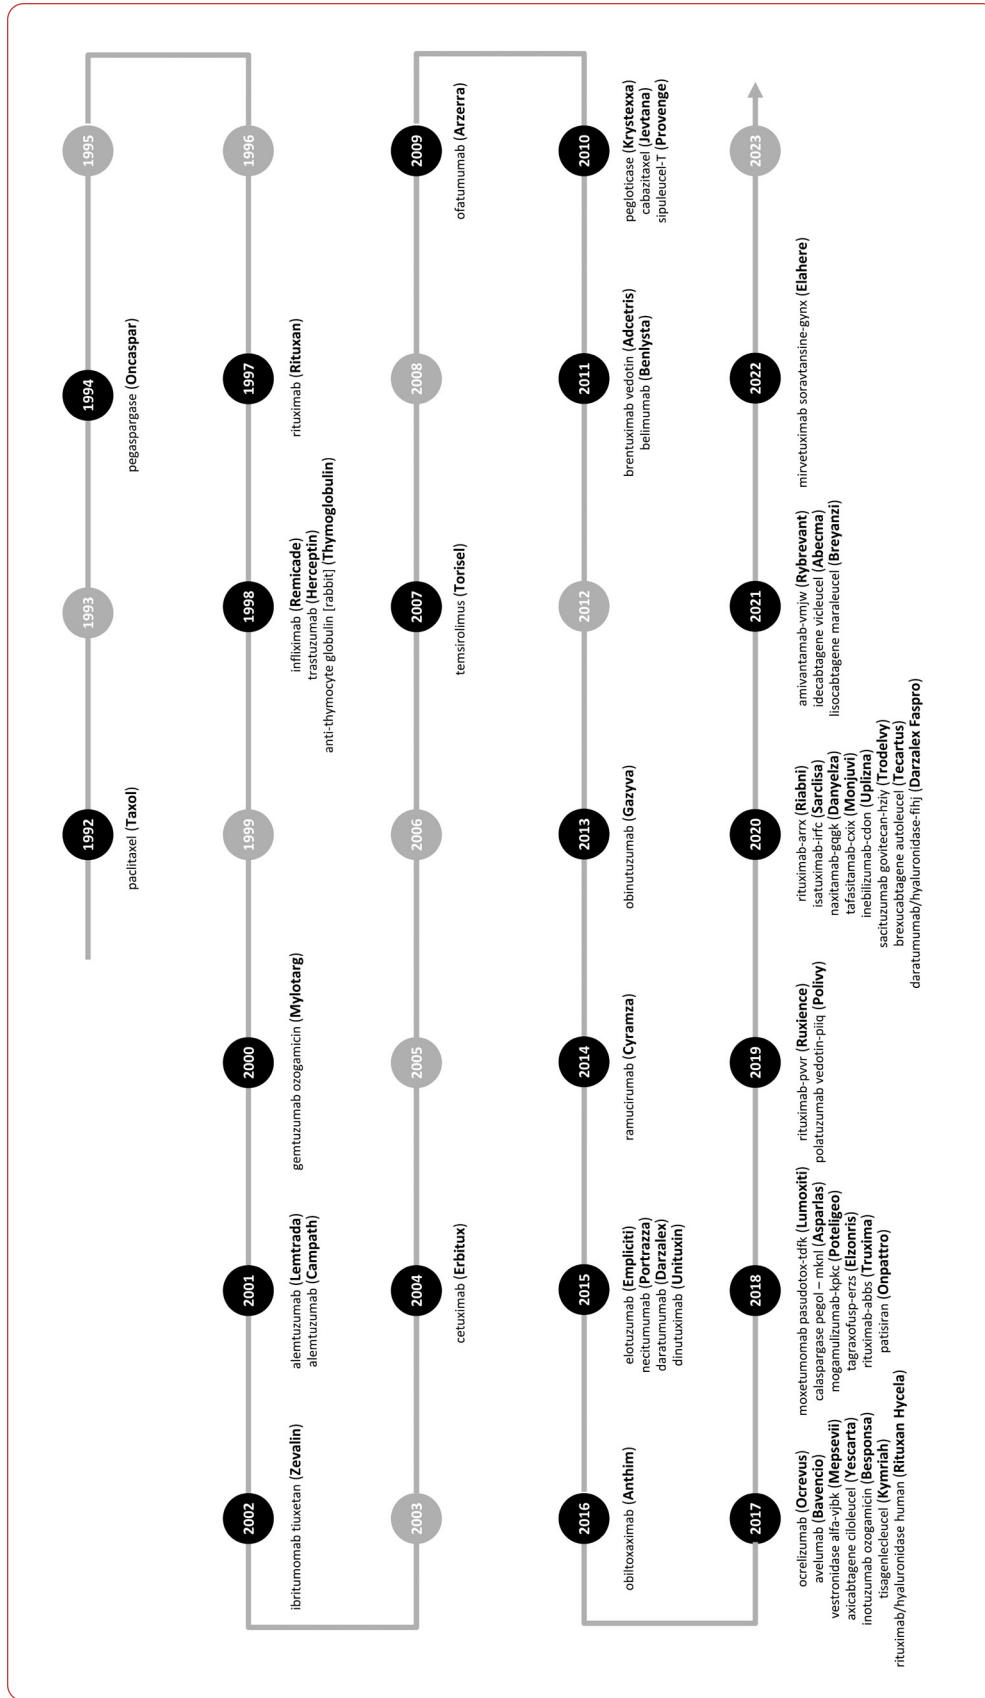 1992
paclitaxel (Taxol)
1993
1994
pegaspargase (Oncaspar)
1995
1996
1997
rituximab (Rituxan)
1998
infliximab (Remicade)
trastuzumab (Herceptin)
anti-thymocyte globulin [rabbit] (Thymoglobulin)
1999
2000
gemtuzumab ozogamicin (Mylotarg)
2001
alemtuzumab (Lemtrada)
alemtuzumab (Campath)
2002
ibritumomab tiuxetan (Zevalin)
2003
2004
cetuximab (Erbitux)
2005
2006
2007
temsirolimus (Torisel)
2008
2009
ofatumumab (Arzerra)
2010
pegloticase (Krystexxa)
cabazitaxel (Jevtana)
sipuleucel-T (Provenge)
2011
brentuximab vedotin (Adcetris)
belimumab (Benlysta)
2012
2013
obinutuzumab (Gazyva)
2014
ramucirumab (Cyramza)
2015
elotuzumab (Empliciti)
necitumumab (Portrazza)
daratumumab (Darzalex)
dinutuximab (Unituxin)
2016
obiltoxaximab (Anthim)
2017
ocrelizumab (Ocrevus)
avelumab (Bavencio)
vestronidase alfa-vjbk (Mepsevii)
axicabtagene ciloleucel (Yescarta)
inotuzumab ozogamicin (Besponsa)
tisagenlecleucel (Kymriah)
rituximab/hyaluronidase human (Rituxan Hycela)
2018
moxetumomab pasudotox-tdfk (Lumoxiti)
calaspargase pegol – mknl (Asparlas)
mogamulizumab-kpkc (Poteligeo)
tagraxofusp-erzs (Elzonris)
rituximab-abbs (Truxima)
patisiran (Onpattro)
2019
rituximab-pvvr (Ruxience)
polatuzumab vedotin-piiq (Polivy)
2020
rituximab-arrx (Riabni)
isatuximab-irfc (Sarclisa)
naxitamab-gqgk (Danyelza)
tafasitamab-cxix (Monjuvi)
inebilizumab-cdon (Uplizna)
sacituzumab govitecan-hziy (Trodelvy)
brexucabtagene autoleucel (Tecartus)
daratumumab/hyaluronidase-fihj (Darzalex Faspro)
2021
amivantamab-vmjw (Rybrevant)
idecabtagene vicleucel (Abecma)
lisocabtagene maraleucel (Breyanzi)
2022
mirvetuximab soravtansine-gynx (Elahere)
2023